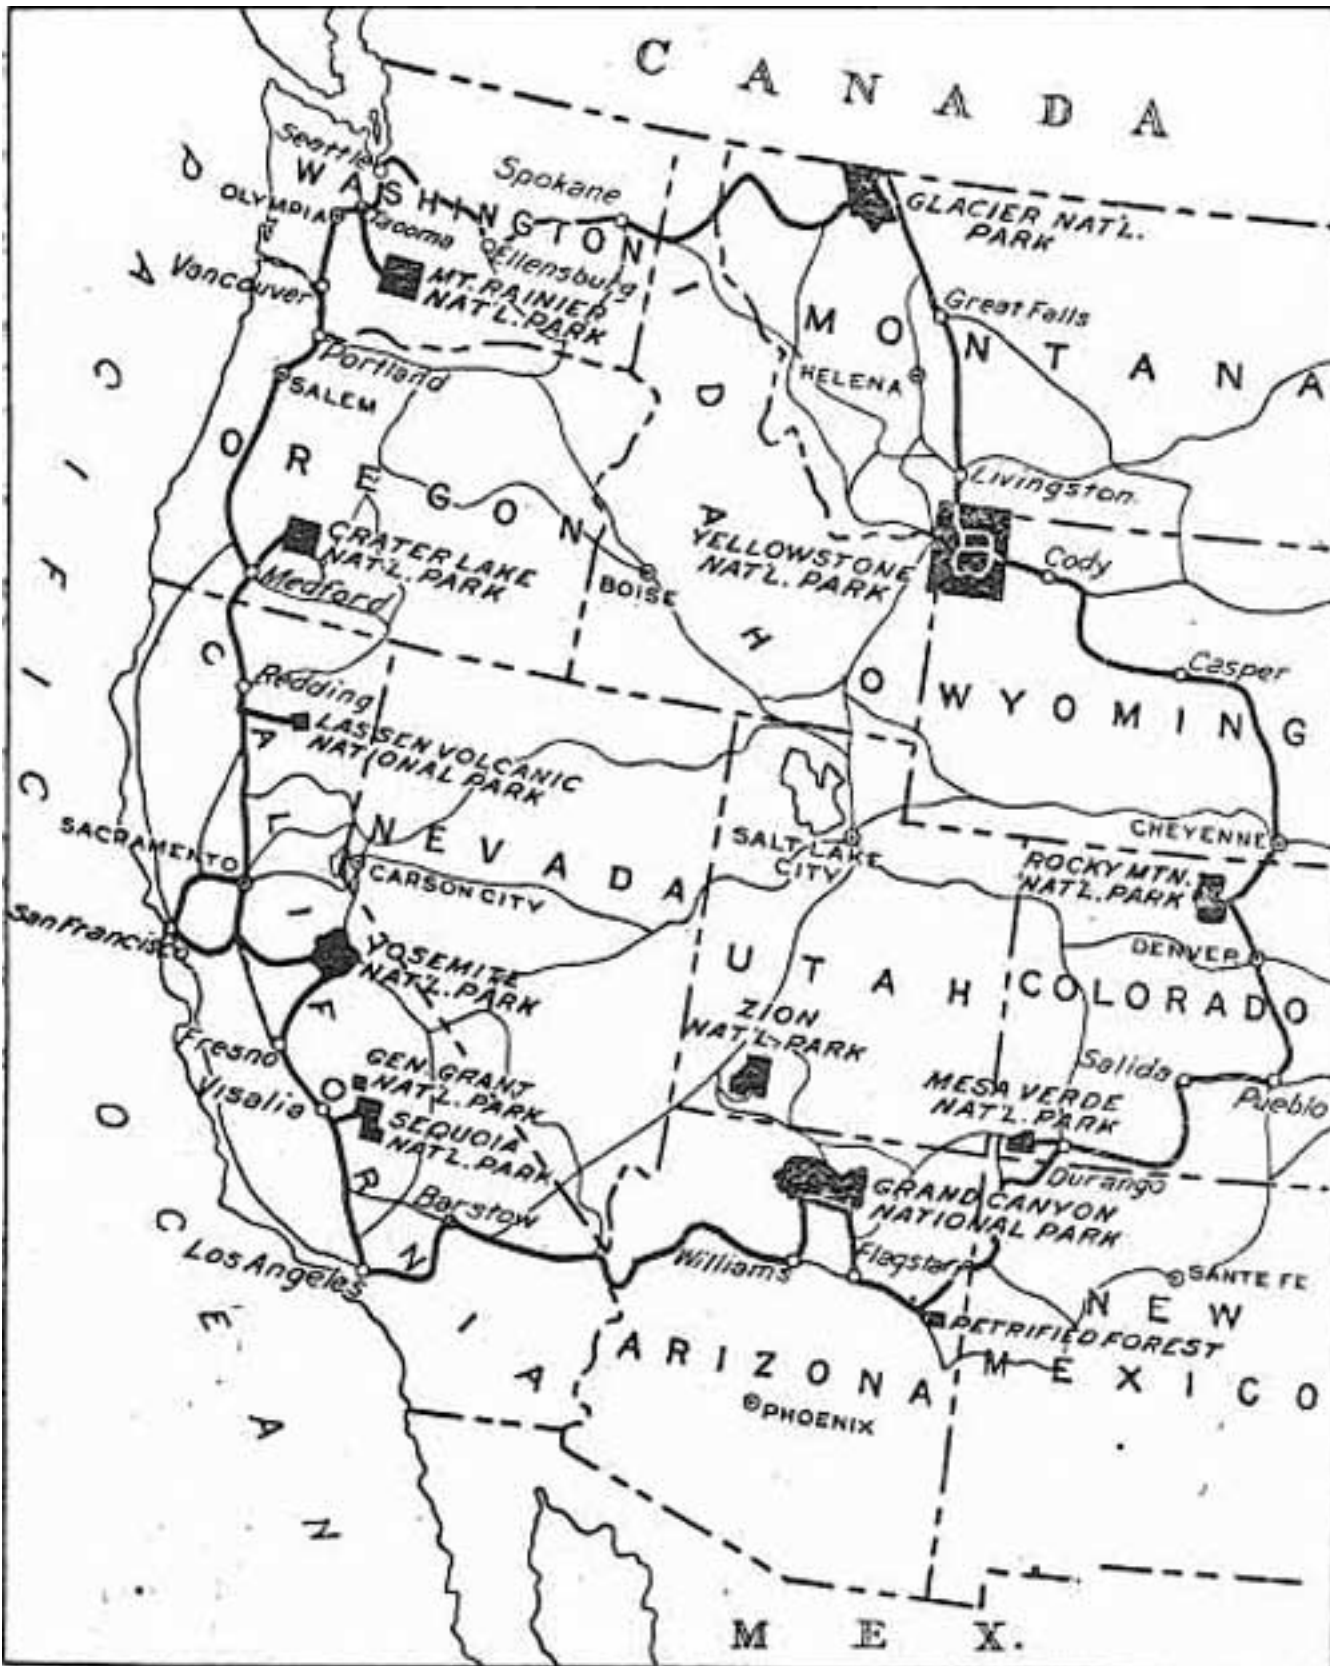 CANADA
Seattle
WASHINGTON
Spokane
OLYMPIA
Tacoma
Ellensburg
GLACIER NAT'L.
PARK
Vancouver
MT. RAINIER
NAT'L. PARK
Great Falls
MONTANA
Portland
HELENA
SALEM
IDAHO
OREGON
Livingston
CRATER LAKE
NAT'L. PARK
YELLOWSTONE
NAT'L. PARK
Cody
Medford
BOISE
PACIFIC OCEAN
Redding
Casper
WYOMING
LASSEN VOLCANIC
NATIONAL PARK
CALIFORNIA
SACRAMENTO
NEVADA
SALT LAKE
CITY
CHEYENNE
ROCKY MTN.
NAT'L. PARK
CARSON CITY
San Francisco
YOSEMITE
NAT'L. PARK
UTAH
DENVER
COLORADO
ZION
NAT'L. PARK
Fresno
GEN. GRANT
NAT'L. PARK
Visalia
SEQUOIA
NAT'L. PARK
Salida
MESA VERDE
NAT'L. PARK
Pueblo
Durango
Barstow
GRAND CANYON
NATIONAL PARK
Los Angeles
Williams
Flagstaff
SANTE FE
NEW
PETRIFIED FOREST
MEXICO
ARIZONA
PHOENIX
MEX.